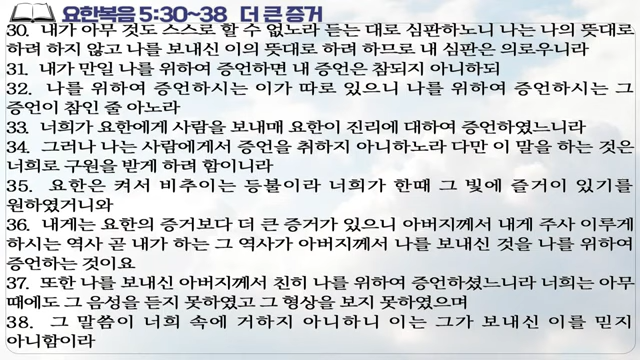 요한복음 5:30~38 더 큰 증거
30. 내가 아무 것도 스스로 할 수 없노라 듣는 대로 심판하노니 나는 나의 뜻대로
하려 하지 않고 나를 보내신 이의 뜻대로 하려 하므로 내 심판은 의로우니라
31. 내가 만일 나를 위하여 증언하면 내 증언은 참되지 아니하되
32. 나를 위하여 증언하시는 이가 따로 있으니 나를 위하여 증언하시는 그
증언이 참인 줄 아노라
33. 너희가 요한에게 사람을 보내매 요한이 진리에 대하여 증언하였느니라
34. 그러나 나는 사람에게서 증언을 취하지 아니하노라 다만 이 말을 하는 것은
너희로 구원을 받게 하려 함이니라
35. 요한은 켜서 비추이는 등불이라 너희가 한때 그 빛에 즐거이 있기를
원하였거니와
36. 내게는 요한의 증거보다 더 큰 증거가 있으니 아버지께서 내게 주사 이루게
하시는 역사 곧 내가 하는 그 역사가 아버지께서 나를 보내신 것을 나를 위하여
증언하는 것이요
37. 또한 나를 보내신 아버지께서 친히 나를 위하여 증언하셨느니라 너희는 아무
때에도 그 음성을 듣지 못하였고 그 형상을 보지 못하였으며
38. 그 말씀이 너희 속에 거하지 아니하니 이는 그가 보내신 이를 믿지
아니함이라